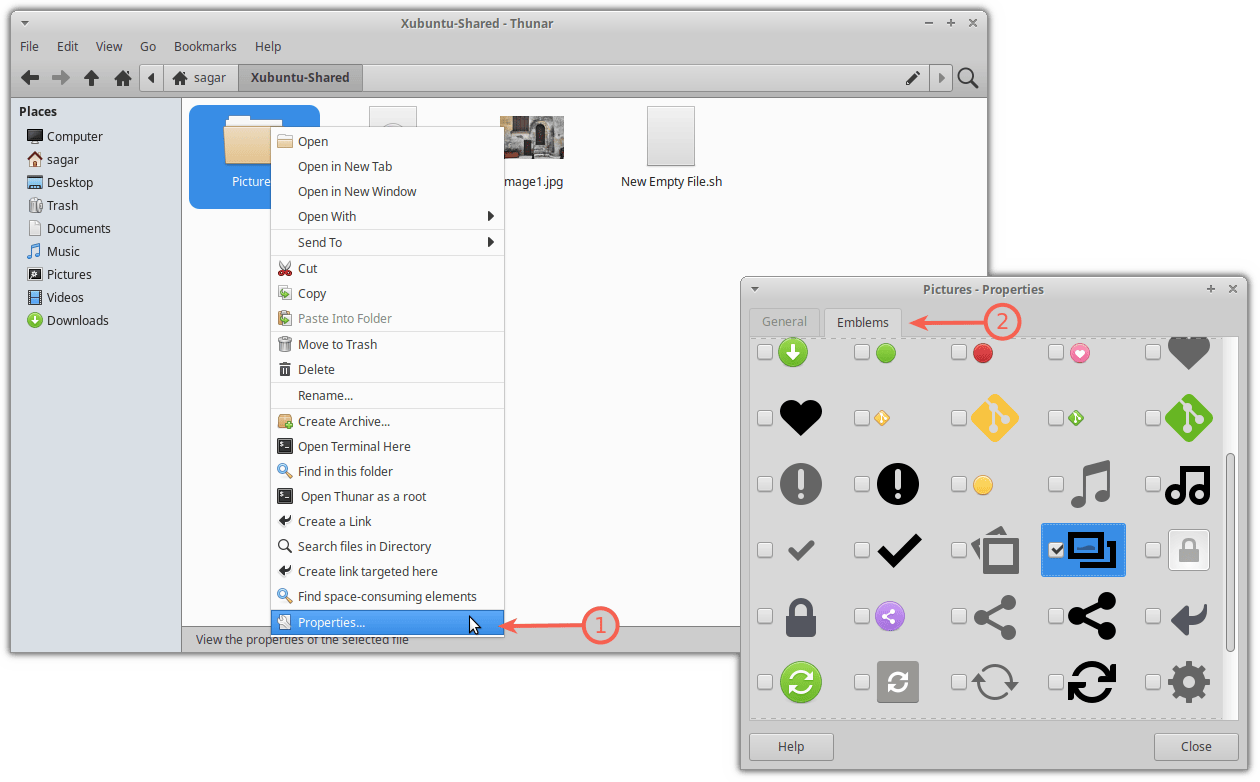 Xubuntu-Shared - Thunar
File Edit View Go Bookmarks Help
sagar Xubuntu-Shared
Places
Computer
sagar
Desktop
Trash
Documents
Music
Pictures
Videos
Downloads
Picture
mage1.jpg
New Empty File.sh
Open
Open in New Tab
Open in New Window
Open With
Send To
Cut
Copy
Paste Into Folder
Move to Trash
Delete
Rename...
Create Archive...
Open Terminal Here
Find in this folder
Open Thunar as a root
Create a Link
Search files in Directory
Create link targeted here
Find space-consuming elements
Properties...
1
View the properties of the selected file
Pictures - Properties
General Emblems
2
Help Close